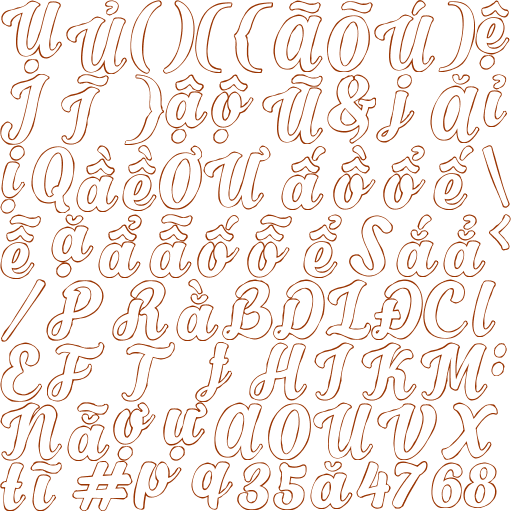 Ụ Ủ ( ) ( { ã Õ Ú ) ệ
Ị Ĩ } ậ ộ Ũ & j Ã ỉ
ị Q ầ ề Ơ Ư ấ ồ ổ ế \
ễ ặ ẩ ẫ ố ỗ ể S ắ ẳ <
/ P R ằ B D L Đ C l
E F T f H I K M :
N ẵ ợ ự O O U V X
t ĩ # p q 3 5 ă 4 7 6 8